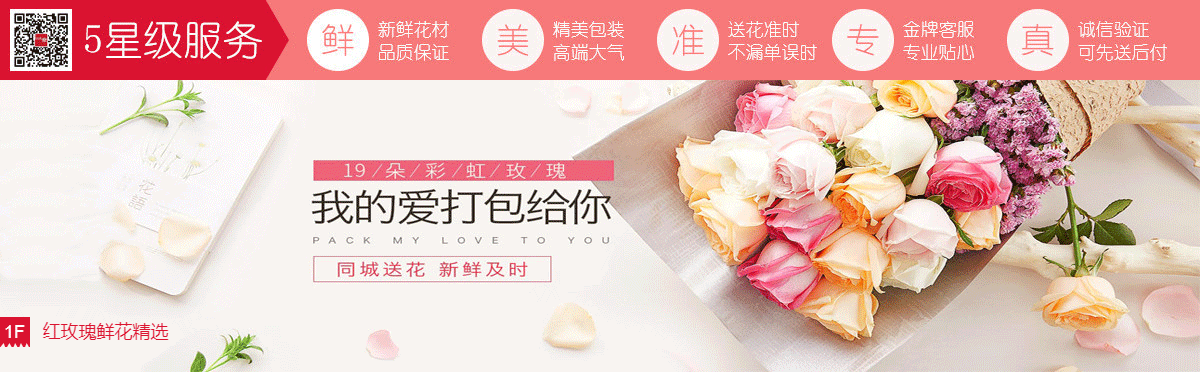 5星级服务
鲜
新鲜花材
品质保证
美
精美包装
高端大气
准
送花准时
不漏单误时
专
金牌客服
专业贴心
真
诚信验证
可先送后付
花語
19/朵/彩/虹/玫/瑰
我的爱打包给你
PACK MY LOVE TO YOU
同城送花 新鲜及时
1F 红玫瑰鲜花精选